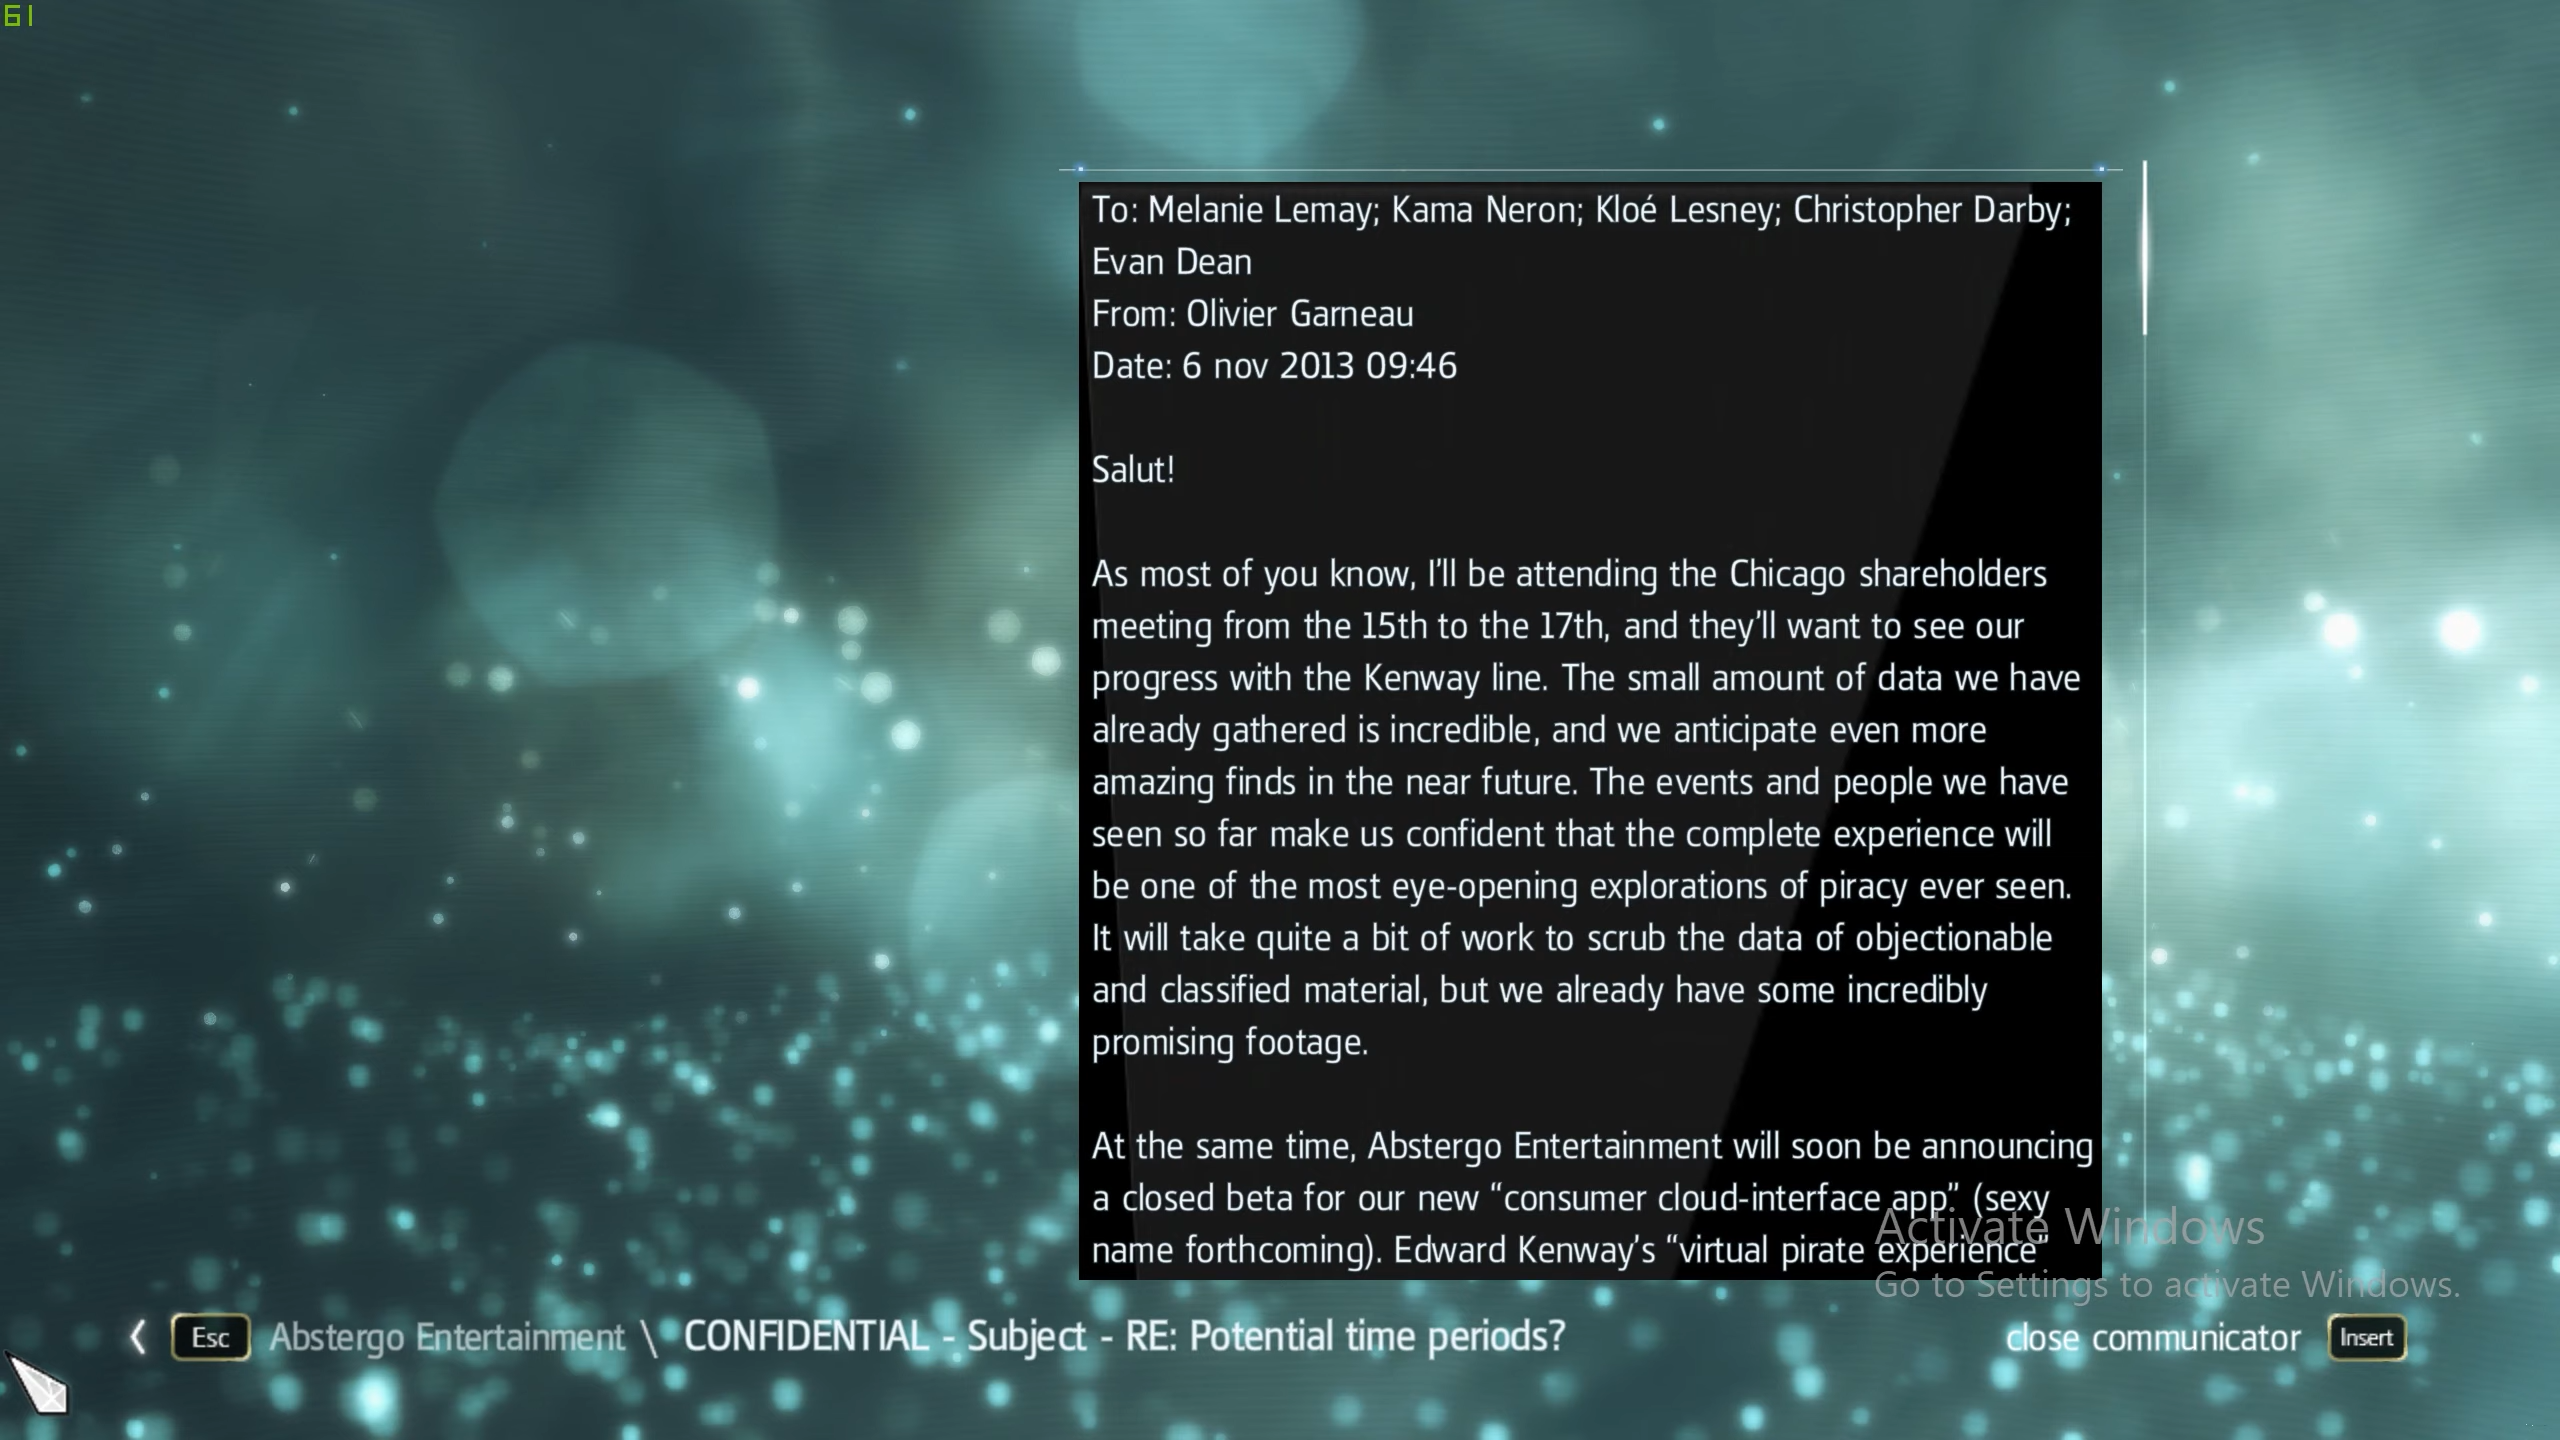 61
To: Melanie Lemay; Kama Neron; Kloé Lesney; Christopher Darby;
Evan Dean
From: Olivier Garneau
Date: 6 nov 2013 09:46
Salut!
As most of you know, I'll be attending the Chicago shareholders
meeting from the 15th to the 17th, and they'll want to see our
progress with the Kenway line. The small amount of data we have
already gathered is incredible, and we anticipate even more
amazing finds in the near future. The events and people we have
seen so far make us confident that the complete experience will
be one of the most eye-opening explorations of piracy ever seen.
It will take quite a bit of work to scrub the data of objectionable
and classified material, but we already have some incredibly
promising footage.
At the same time, Abstergo Entertainment will soon be announcing
a closed beta for our new “consumer cloud-interface app” (sexy
name forthcoming). Edward Kenway's “virtual pirate experience”
Activate Windows
Go to Settings to activate Windows.
Esc Abstergo Entertainment \ CONFIDENTIAL - Subject - RE: Potential time periods?
close communicator Insert